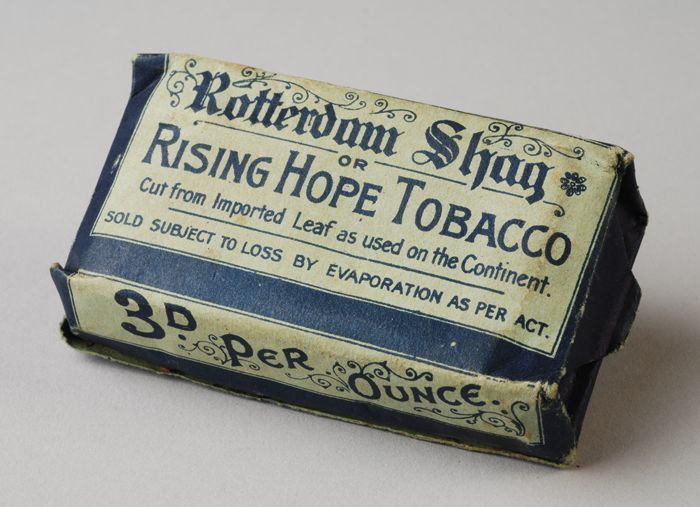 Rotterdam Shag
OR
RISING HOPE TOBACCO
Cut from Imported Leaf as used on the Continent.
SOLD SUBJECT TO LOSS BY EVAPORATION AS PER ACT.
3D. PER OUNCE.